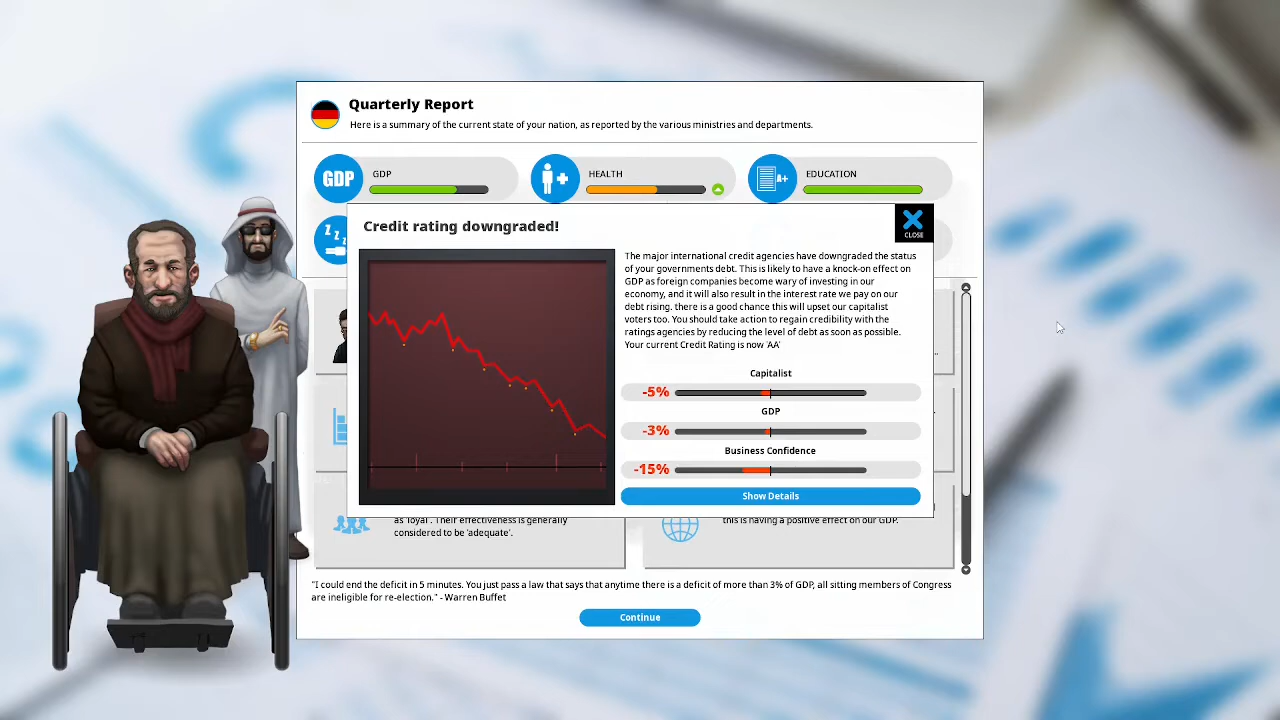 Quarterly Report
Here is a summary of the current state of your nation, as reported by the various ministries and departments.
GDP
GDP
HEALTH
A+
EDUCATION
Z Z Z
Credit rating downgraded!
CLOSE
The major international credit agencies have downgraded the status
of your governments debt. This is likely to have a knock-on effect on
GDP as foreign companies become wary of investing in our
economy, and it will also result in the interest rate we pay on our
debt rising. there is a good chance this will upset our capitalist
voters too. You should take action to regain credibility with the
ratings agencies by reducing the level of debt as soon as possible.
Your current Credit Rating is now 'AA'
Capitalist
-5%
GDP
-3%
Business Confidence
-15%
Show Details
as 'loyal'. Their effectiveness is generally
considered to be 'adequate'.
this is having a positive effect on our GDP.
"I could end the deficit in 5 minutes. You just pass a law that says that anytime there is a deficit of more than 3% of GDP, all sitting members of Congress
are ineligible for re-election." - Warren Buffet
Continue